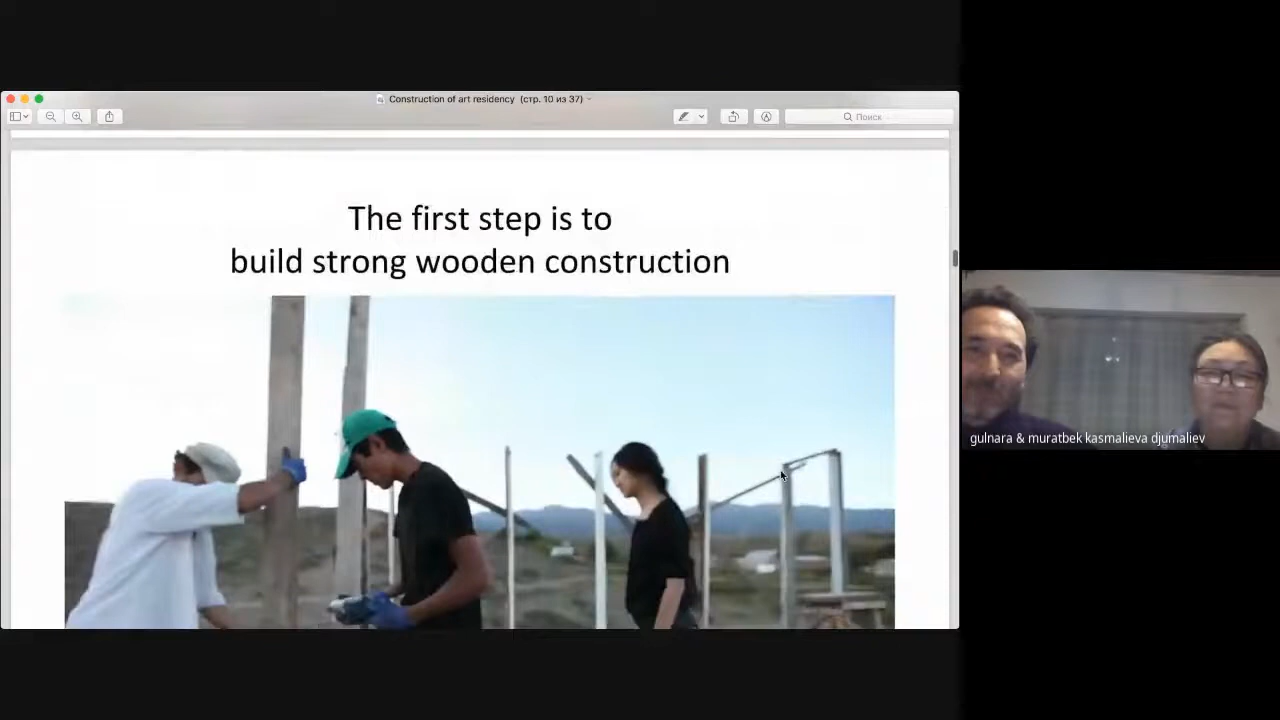 Construction of art residency (стр. 10 из 37)
Поиск
The first step is to
build strong wooden construction
gulnara & muratbek kasmalieva djumaliev